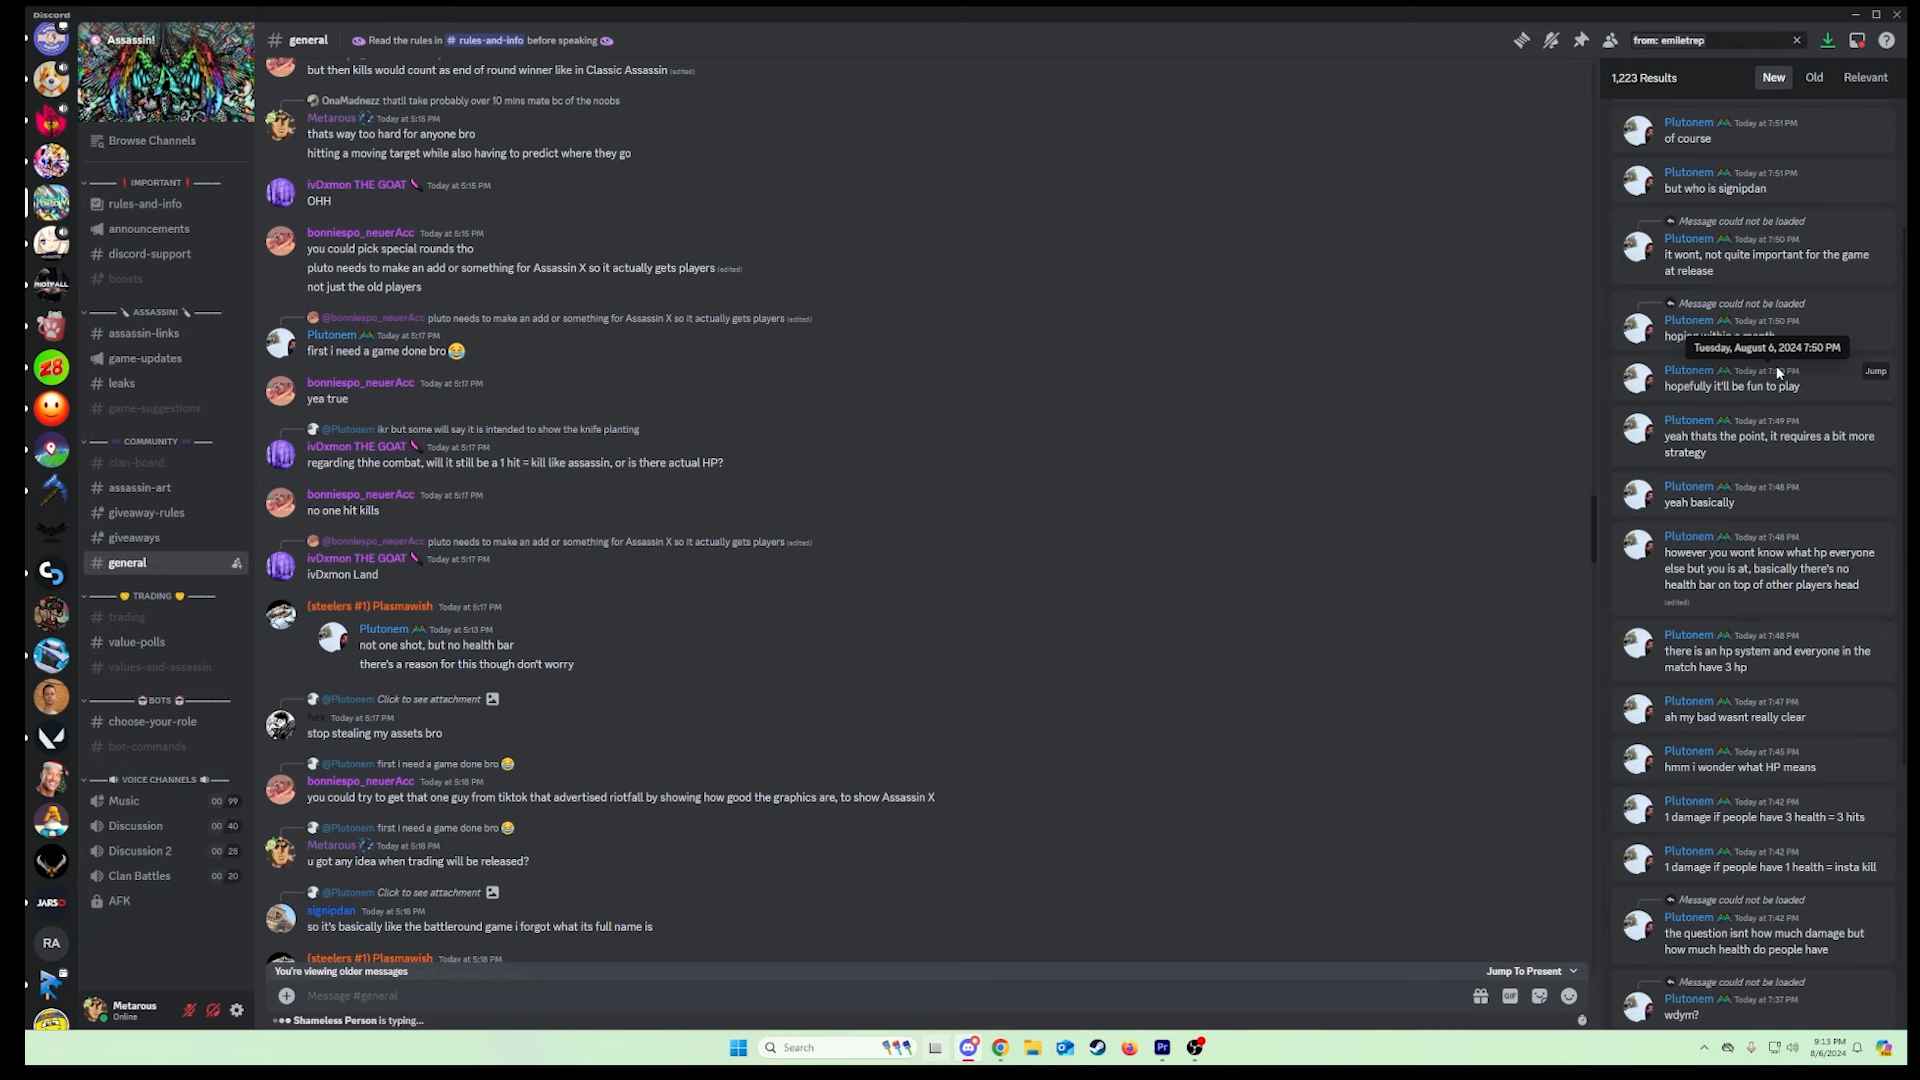 Discord
Assassin!
Browse Channels
IMPORTANT
rules-and-info
announcements
discord-support
boosts
ASSASSIN!
assassin-links
game-updates
leaks
game-suggestions
COMMUNITY
clan-board
assassin-art
giveaway-rules
giveaways
general
TRADING
trading
value-polls
values-and-assassin
BOTS
choose-your-role
bot-commands
VOICE CHANNELS
Music 00 99
Discussion 00 40
Discussion 2 00 25
Clan Battles 00 20
AFK
Metarous
Online
RIOTFALL
Z8
JARS
RA
# general
Read the rules in # rules-and-info before speaking
but then kills would count as end of round winner like in Classic Assassin (edited)
OnaMadnezz thatll take probably over 10 mins mate bc of the noobs
Metarous Today at 5:15 PM
thats way too hard for anyone bro
hitting a moving target while also having to predict where they go
ivDxmon THE GOAT Today at 5:15 PM
OHH
bonniespo_neuerAcc Today at 5:15 PM
you could pick special rounds tho
pluto needs to make an add or something for Assassin X so it actually gets players (edited)
not just the old players
@bonniespo_neuerAcc pluto needs to make an add or something for Assassin X so it actually gets players (edited)
Plutonem Today at 5:17 PM
first i need a game done bro 😂
bonniespo_neuerAcc Today at 5:17 PM
yea true
@Plutonem ikr but some will say it is intended to show the knife planting
ivDxmon THE GOAT Today at 5:17 PM
regarding thhe combat, will it still be a 1 hit = kill like assassin, or is there actual HP?
bonniespo_neuerAcc Today at 5:17 PM
no one hit kills
@bonniespo_neuerAcc pluto needs to make an add or something for Assassin X so it actually gets players (edited)
ivDxmon THE GOAT Today at 5:17 PM
ivDxmon Land
(steelers #1) Plasmawish Today at 5:17 PM
Plutonem Today at 5:13 PM
not one shot, but no health bar
there's a reason for this though don't worry
@Plutonem Click to see attachment
hex Today at 5:17 PM
stop stealing my assets bro
@Plutonem first i need a game done bro 😂
bonniespo_neuerAcc Today at 5:18 PM
you could try to get that one guy from tiktok that advertised riotfall by showing how good the graphics are, to show Assassin X
@Plutonem first i need a game done bro 😂
Metarous Today at 5:18 PM
u got any idea when trading will be released?
@Plutonem Click to see attachment
signipdan Today at 5:18 PM
so it's basically like the battleround game i forgot what its full name is
(steelers #1) Plasmawish Today at 5:18 PM
You're viewing older messages
Jump To Present
Message #general
GIF
Shameless Person is typing...
from: emiletrep
1,223 Results
New
Old
Relevant
Plutonem Today at 7:51 PM
of course
Plutonem Today at 7:51 PM
but who is signipdan
Message could not be loaded
Plutonem Today at 7:50 PM
it wont, not quite important for the game
at release
Message could not be loaded
Plutonem Today at 7:50 PM
hoping within a month
Tuesday, August 6, 2024 7:50 PM
Plutonem Today at PM
Jump
hopefully it'll be fun to play
Plutonem Today at 7:49 PM
yeah thats the point, it requires a bit more
strategy
Plutonem Today at 7:48 PM
yeah basically
Plutonem Today at 7:48 PM
however you wont know what hp everyone
else but you is at, basically there's no
health bar on top of other players head
(edited)
Plutonem Today at 7:48 PM
there is an hp system and everyone in the
match have 3 hp
Plutonem Today at 7:47 PM
ah my bad wasnt really clear
Plutonem Today at 7:45 PM
hmm i wonder what HP means
Plutonem Today at 7:42 PM
1 damage if people have 3 health = 3 hits
Plutonem Today at 7:42 PM
1 damage if people have 1 health = insta kill
Message could not be loaded
Plutonem Today at 7:42 PM
the question isnt how much damage but
how much health do people have
Message could not be loaded
Plutonem Today at 7:37 PM
wdym?
Search
Pr
9:13 PM
8/6/2024